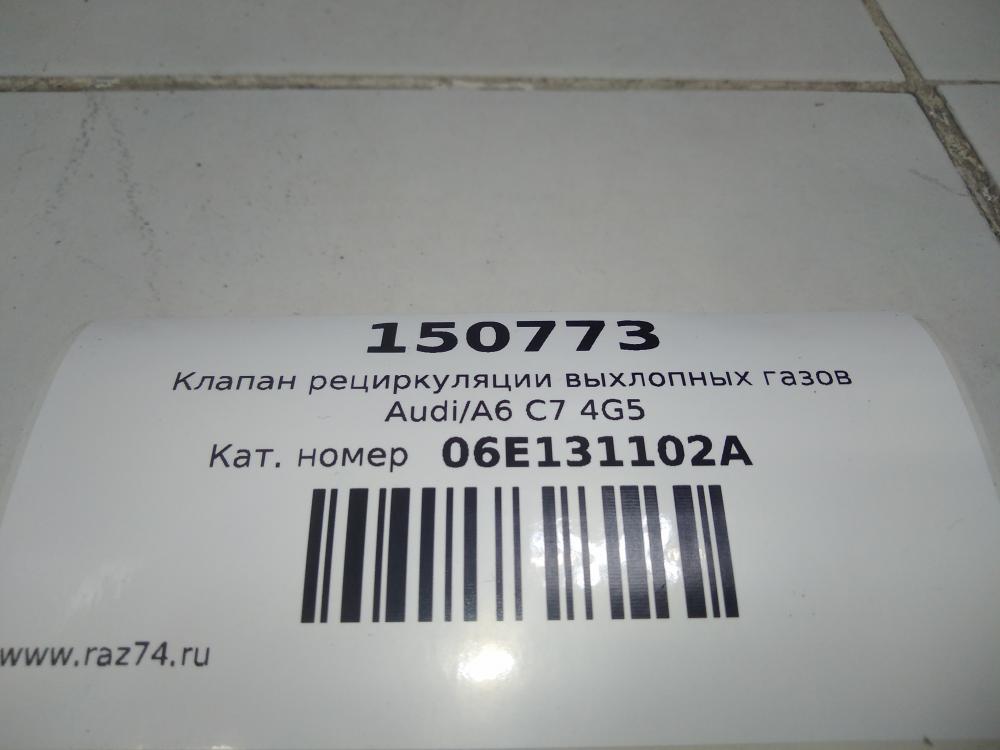 150773
Клапан рециркуляции выхлопных газов
Audi/A6 C7 4G5
Кат. номер 06E131102A
www.raz74.ru